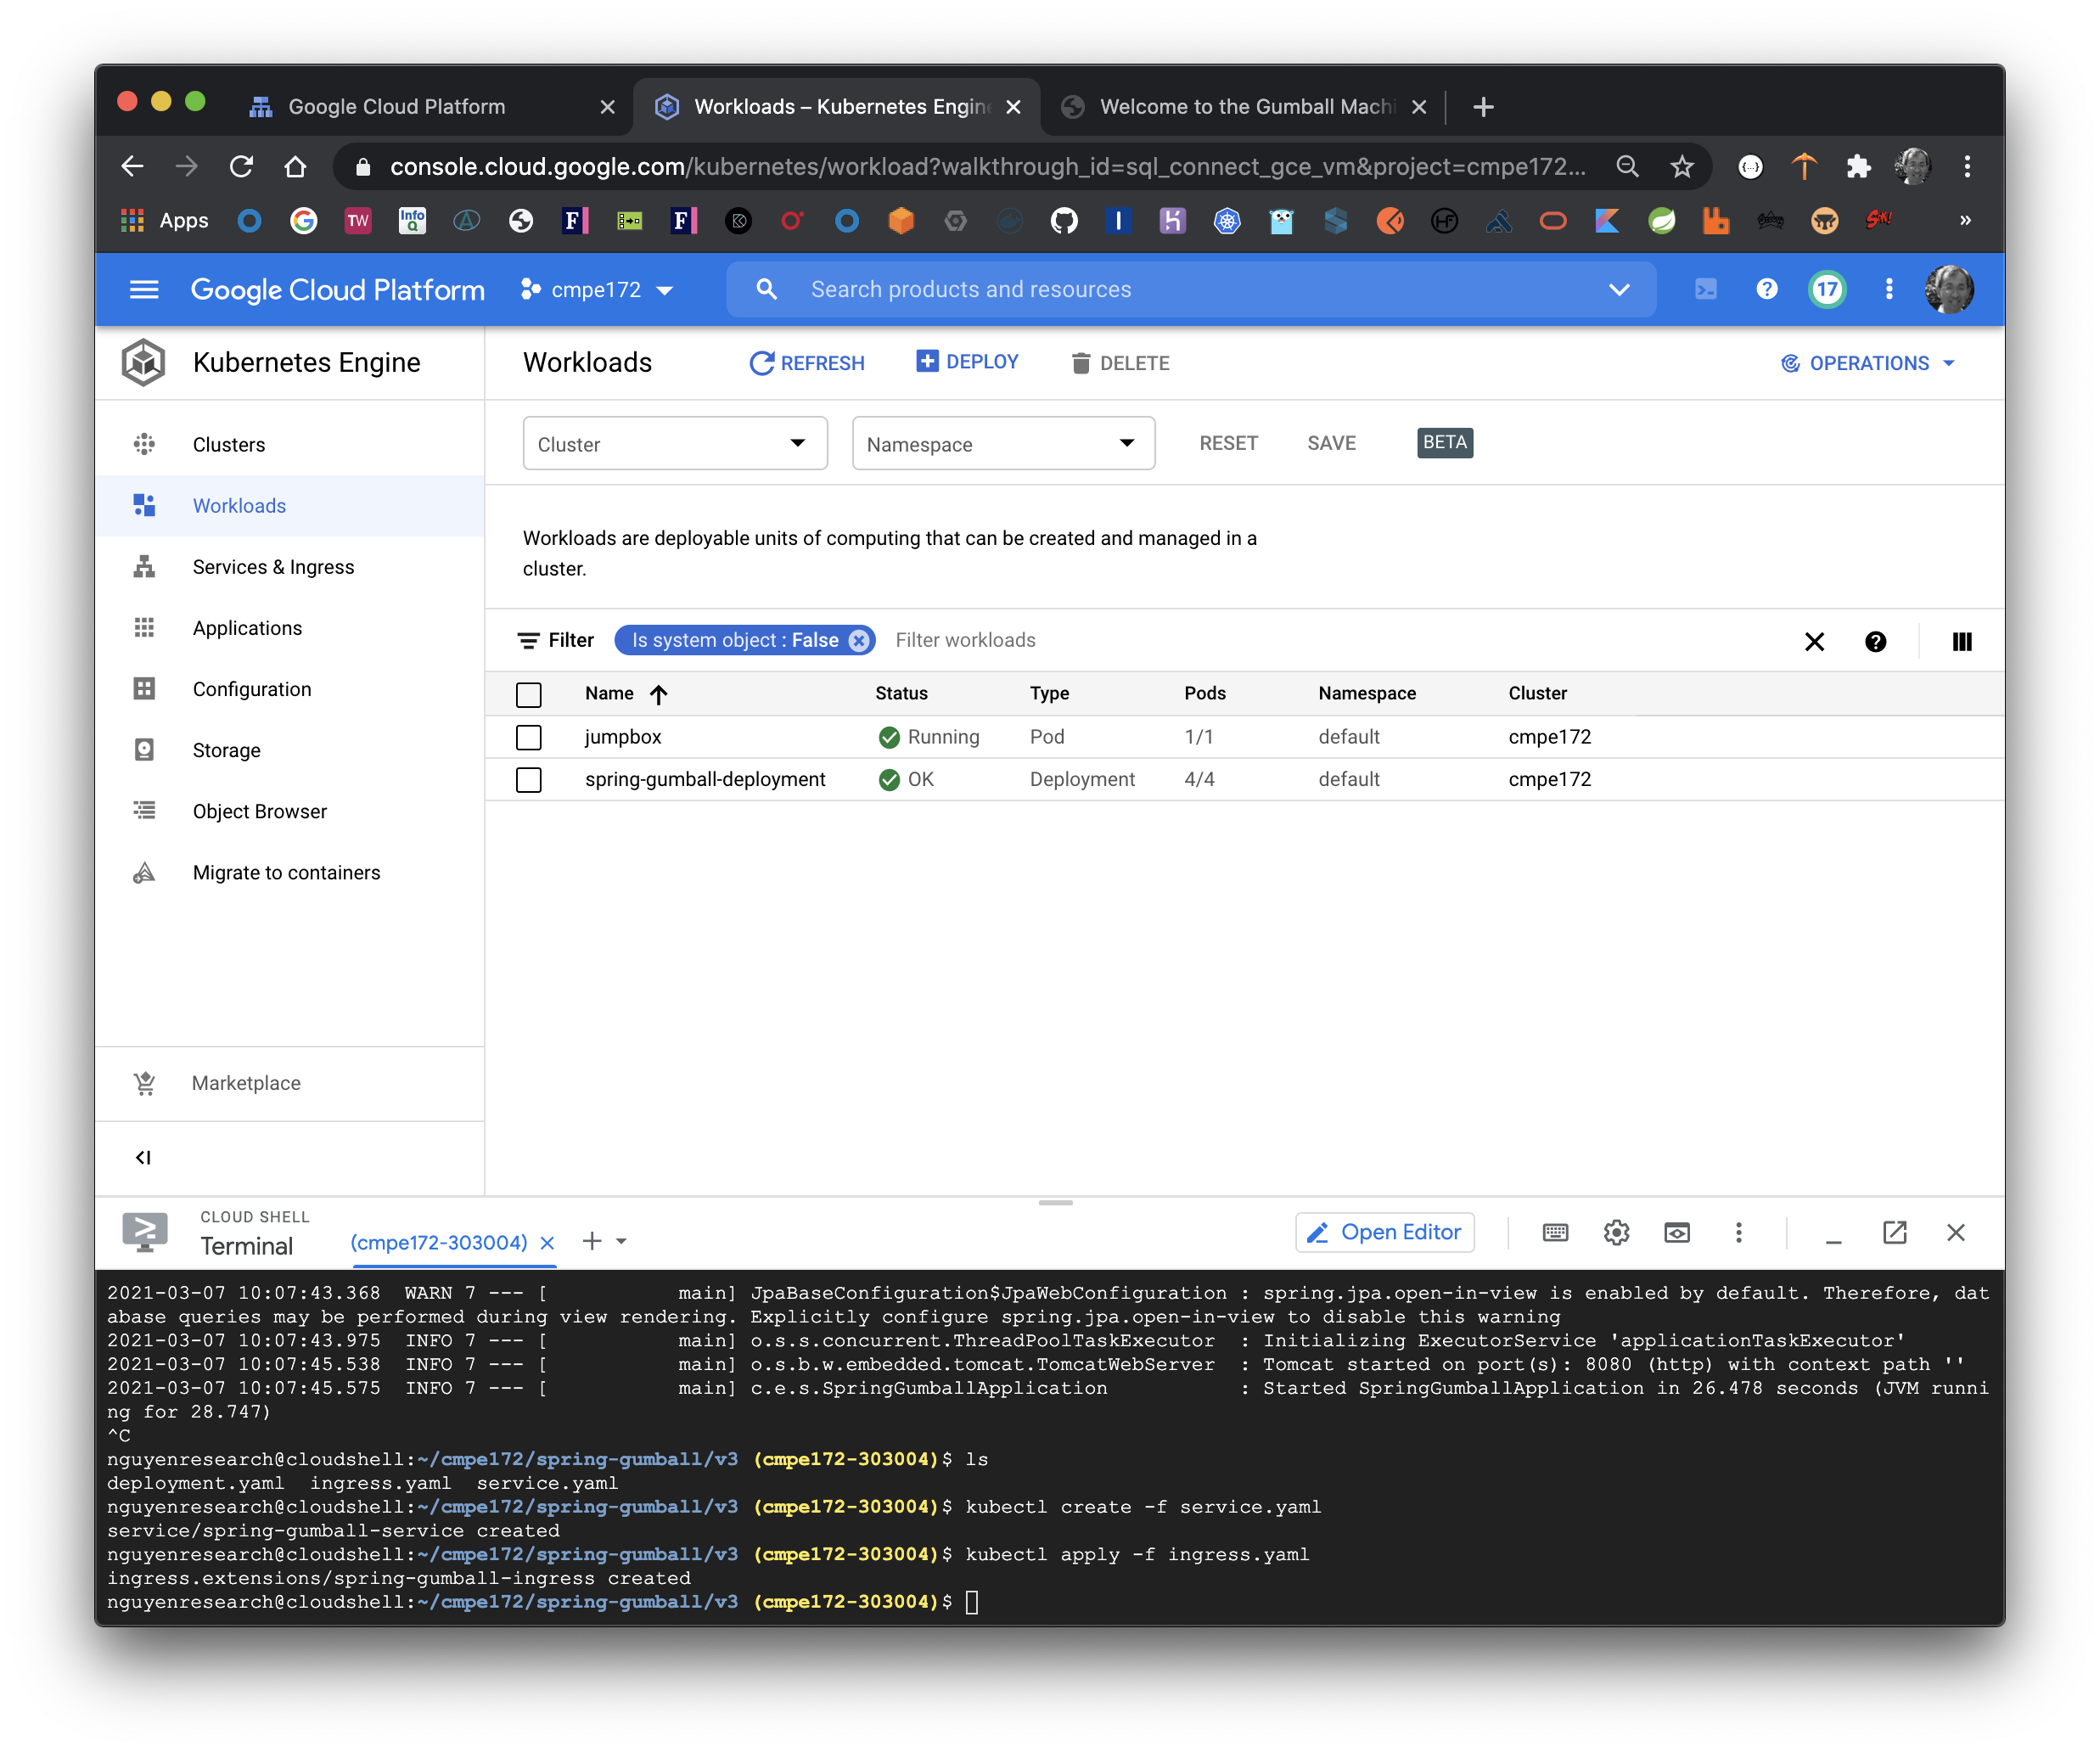 Google Cloud Platform
Workloads – Kubernetes Engine
Welcome to the Gumball Machi
console.cloud.google.com/kubernetes/workload?walkthrough_id=sql_connect_gce_vm&project=cmpe172...
Apps
TW
Info Q
F
F
I
HF
SK!
»
Google Cloud Platform
cmpe172
Search products and resources
17
Kubernetes Engine
Workloads
REFRESH
DEPLOY
DELETE
OPERATIONS
Clusters
Workloads
Services & Ingress
Applications
Configuration
Storage
Object Browser
Migrate to containers
Marketplace
Cluster
Namespace
RESET
SAVE
BETA
Workloads are deployable units of computing that can be created and managed in a
cluster.
Filter
Is system object : False
Filter workloads
Name Status Type Pods Namespace Cluster
jumpbox Running Pod 1/1 default cmpe172
spring-gumball-deployment OK Deployment 4/4 default cmpe172
CLOUD SHELL
Terminal
(cmpe172-303004)
Open Editor
2021-03-07 10:07:43.368  WARN 7 --- [           main] JpaBaseConfiguration$JpaWebConfiguration : spring.jpa.open-in-view is enabled by default. Therefore, dat
abase queries may be performed during view rendering. Explicitly configure spring.jpa.open-in-view to disable this warning
2021-03-07 10:07:43.975  INFO 7 --- [           main] o.s.s.concurrent.ThreadPoolTaskExecutor  : Initializing ExecutorService 'applicationTaskExecutor'
2021-03-07 10:07:45.538  INFO 7 --- [           main] o.s.b.w.embedded.tomcat.TomcatWebServer  : Tomcat started on port(s): 8080 (http) with context path ''
2021-03-07 10:07:45.575  INFO 7 --- [           main] c.e.s.SpringGumballApplication           : Started SpringGumballApplication in 26.478 seconds (JVM runni
ng for 28.747)
^C
nguyenresearch@cloudshell:~/cmpe172/spring-gumball/v3 (cmpe172-303004)$ ls
deployment.yaml  ingress.yaml  service.yaml
nguyenresearch@cloudshell:~/cmpe172/spring-gumball/v3 (cmpe172-303004)$ kubectl create -f service.yaml
service/spring-gumball-service created
nguyenresearch@cloudshell:~/cmpe172/spring-gumball/v3 (cmpe172-303004)$ kubectl apply -f ingress.yaml
ingress.extensions/spring-gumball-ingress created
nguyenresearch@cloudshell:~/cmpe172/spring-gumball/v3 (cmpe172-303004)$